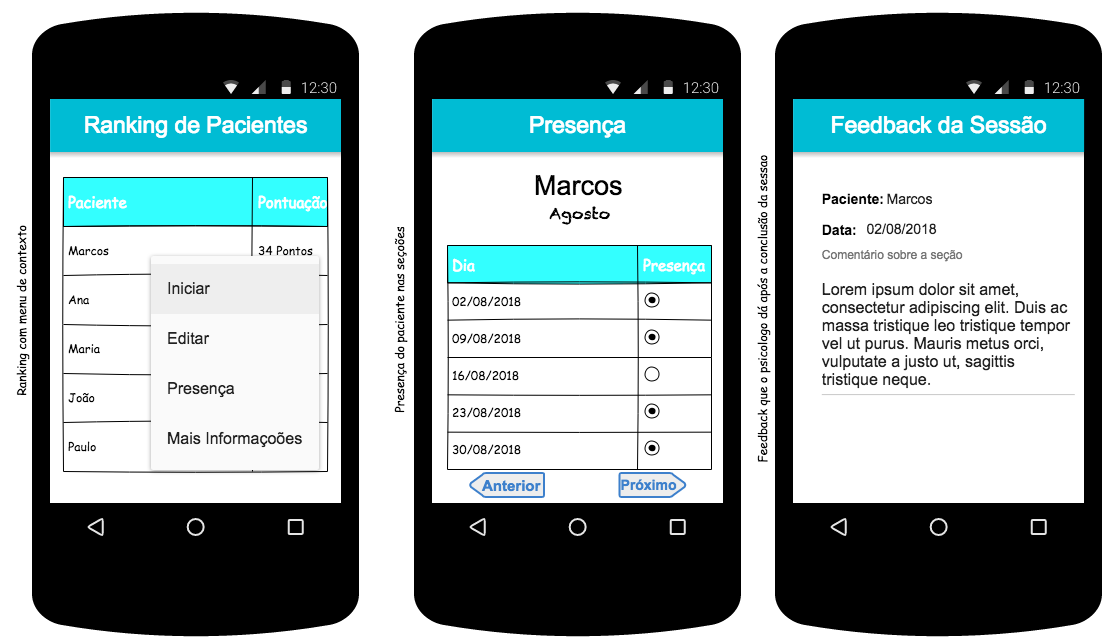 Ranking com menu de contexto
12:30
Ranking de Pacientes
Paciente Pontuação
Marcos 34 Pontos
Ana
Maria
João
Paulo
Iniciar
Editar
Presença
Mais Informaçoões
Presença do paciente nas seções
12:30
Presença
Marcos
Agosto
Dia Presença
02/08/2018
09/08/2018
16/08/2018
23/08/2018
30/08/2018
Anterior Próximo
Feedback que o psicologo dá após a conclusão da sessao
12:30
Feedback da Sessão
Paciente: Marcos
Data: 02/08/2018
Comentário sobre a seção
Lorem ipsum dolor sit amet,
consectetur adipiscing elit. Duis ac
massa tristique leo tristique tempor
vel ut purus. Mauris metus orci,
vulputate a justo ut, sagittis
tristique neque.